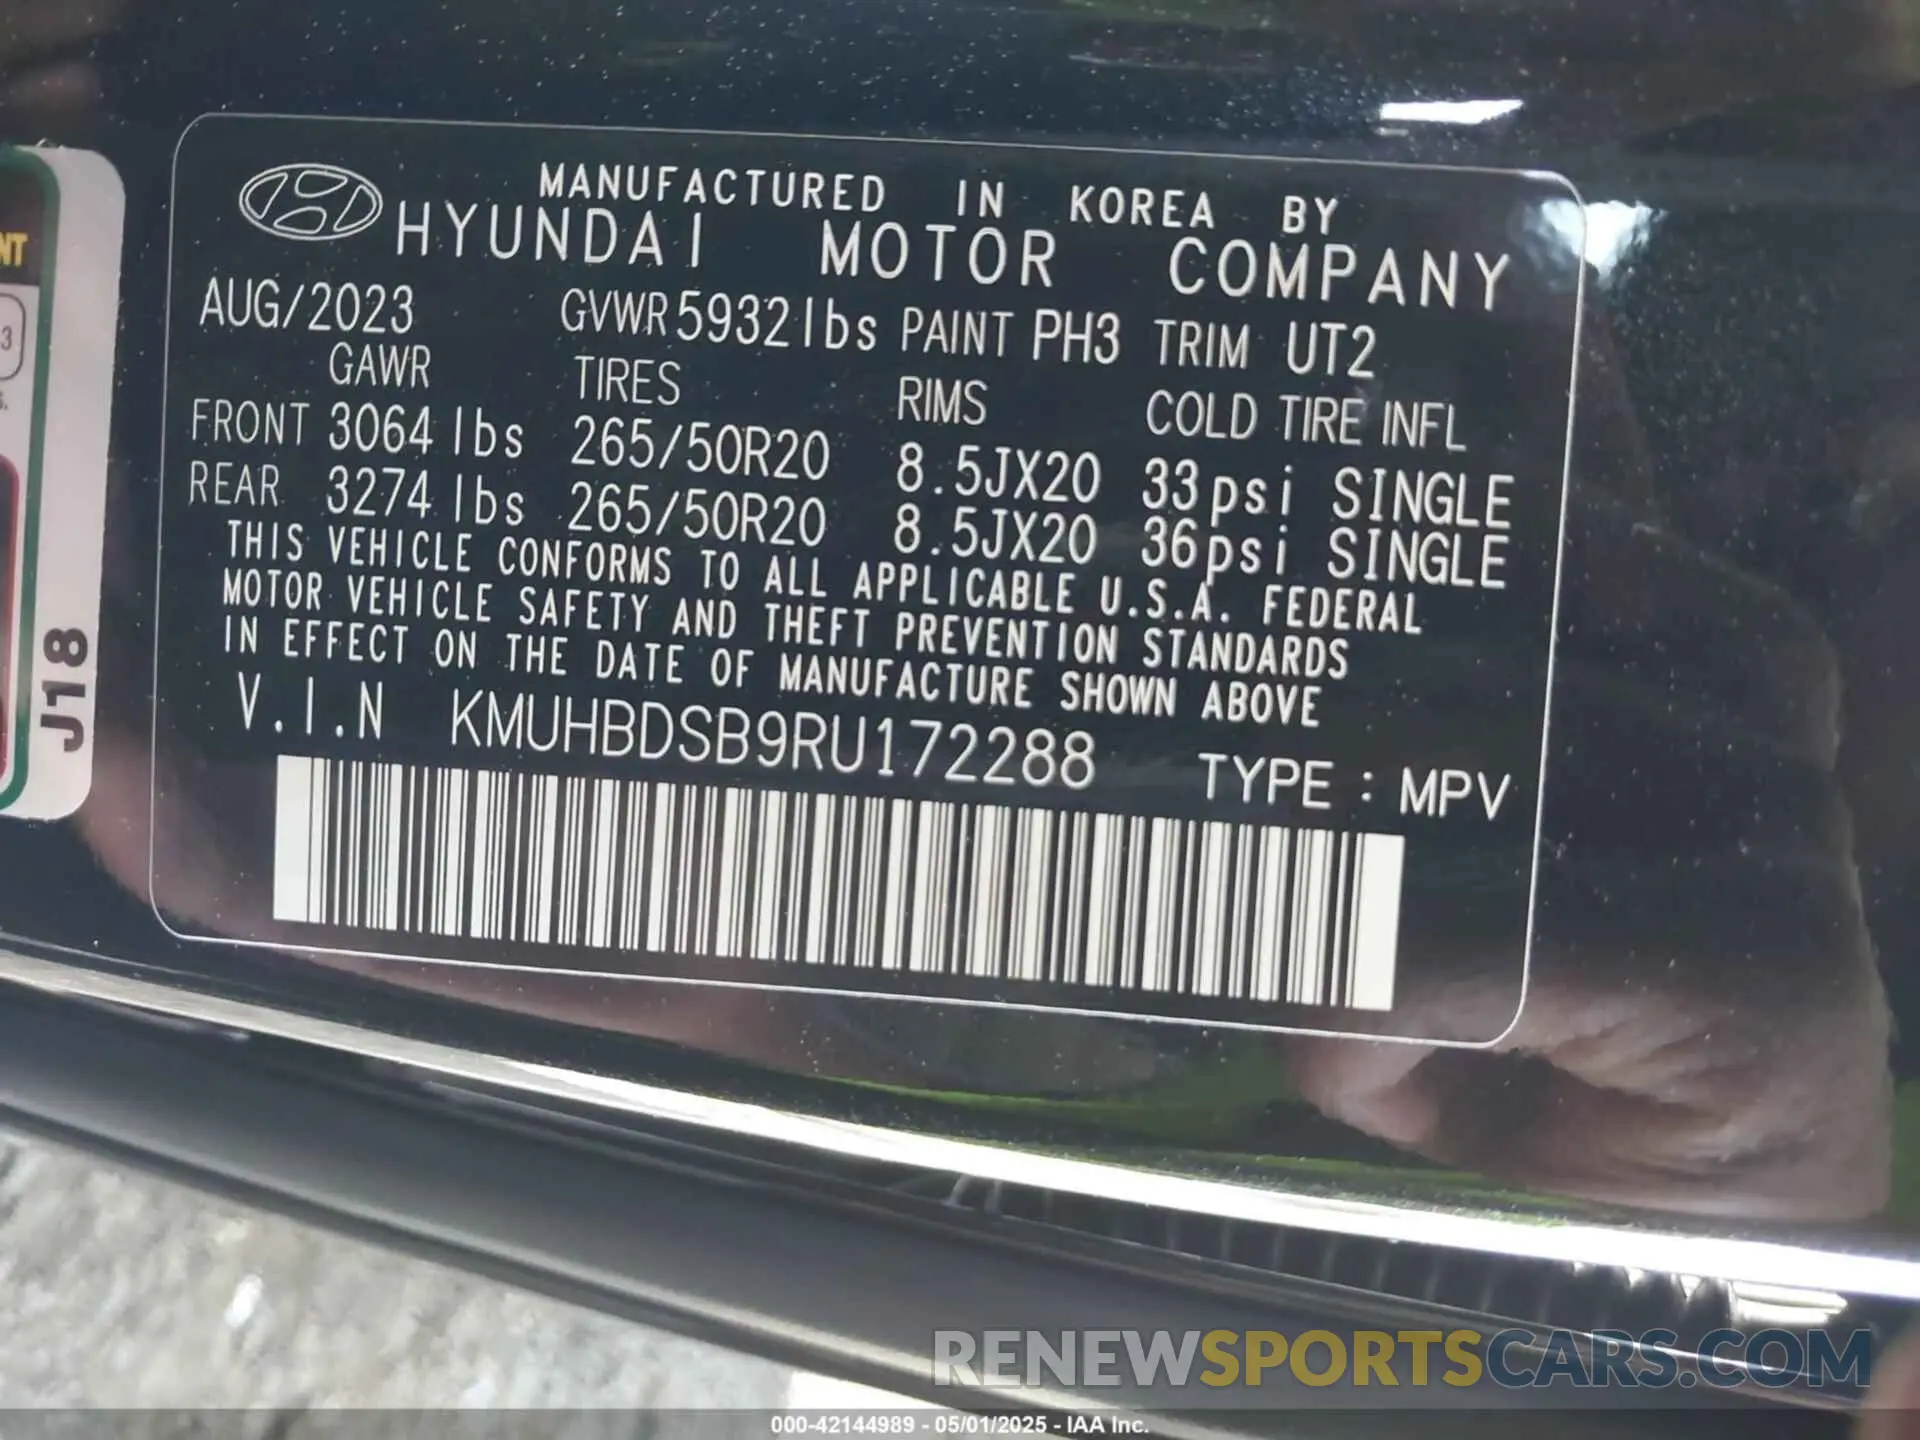 MANUFACTURED IN KOREA BY
HYUNDAI MOTOR COMPANY
AUG/2023 GVWR 5932 lbs PAINT PH3 TRIM UT2
GAWR TIRES RIMS COLD TIRE INFL
FRONT 3064 lbs 265/50R20 8.5JX20 33psi SINGLE
REAR 3274 lbs 265/50R20 8.5JX20 36psi SINGLE
THIS VEHICLE CONFORMS TO ALL APPLICABLE U.S.A. FEDERAL
MOTOR VEHICLE SAFETY AND THEFT PREVENTION STANDARDS
IN EFFECT ON THE DATE OF MANUFACTURE SHOWN ABOVE
V.I.N KMUHBDSB9RU172288 TYPE : MPV
J18
RENEWSPORTSCARS.COM
000-42144989 - 05/01/2025 - IAA Inc.